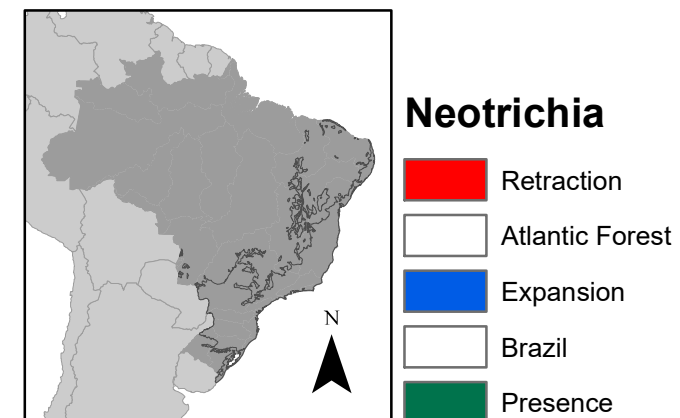 Neotrichia
Retraction
Atlantic Forest
Expansion
Brazil
Presence
N